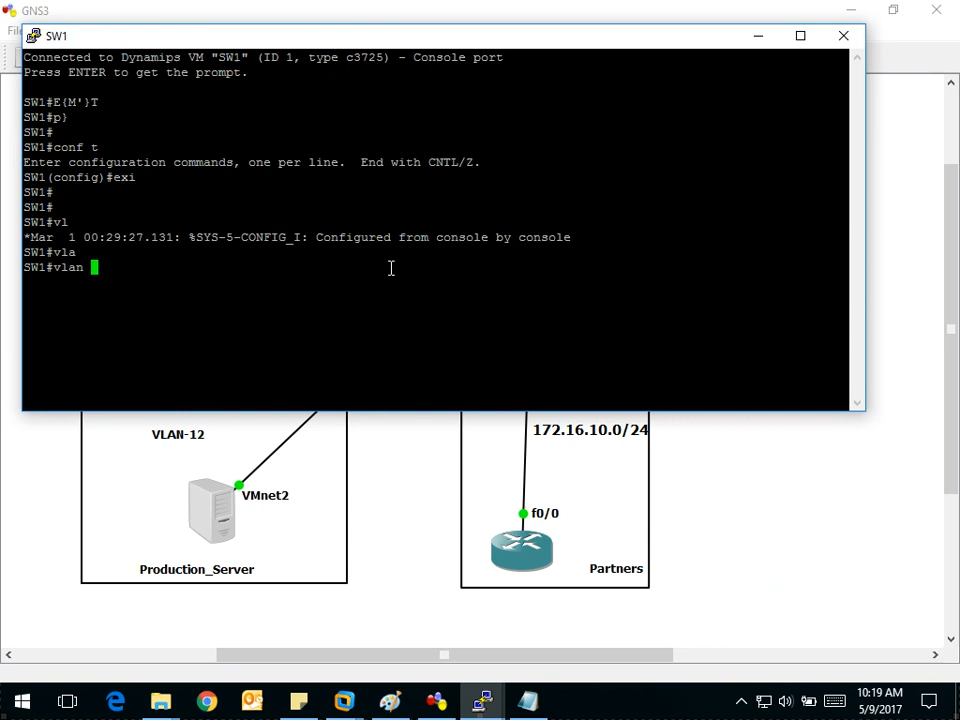 GNS3
Fil
SW1
Connected to Dynamips VM "SW1" (ID 1, type c3725) - Console port
Press ENTER to get the prompt.
SW1#E{M'}T
SW1#p}
SW1#
SW1#conf t
Enter configuration commands, one per line.  End with CNTL/Z.
SW1(config)#exi
SW1#
SW1#
SW1#vl
*Mar  1 00:29:27.131: %SYS-5-CONFIG_I: Configured from console by console
SW1#vla
SW1#vlan
VLAN-12
172.16.10.0/24
VMnet2
f0/0
Production_Server
Partners
10:19 AM
5/9/2017